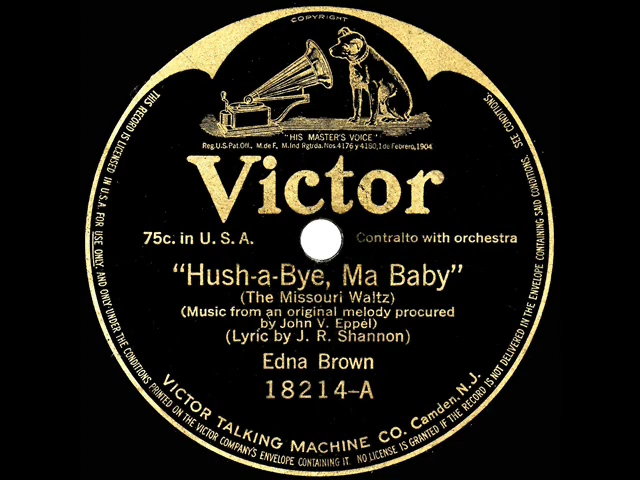 COPYRIGHT
"HIS MASTER'S VOICE"
Reg.U.S.Pat.Off., M.de F., M.Ind Rgtrda.Nos.4176 y 4180,1 de Febrero,1904
Victor
75c. in U. S. A.
Contralto with orchestra
"Hush-a-Bye, Ma Baby"
(The Missouri Waltz)
(Music from an original melody procured
by John V. Eppel)
(Lyric by J. R. Shannon)
Edna Brown
18214-A
VICTOR TALKING MACHINE CO. Camden, N. J.
THIS RECORD IS LICENSED IN U.S.A. FOR USE ONLY, AND ONLY UNDER THE CONDITIONS PRINTED ON THE VICTOR COMPANY'S ENVELOPE CONTAINING IT. NO LICENSE IS GRANTED IF THE RECORD IS NOT DELIVERED IN THE ENVELOPE CONTAINING SAID CONDITIONS. SEE CONDITIONS.